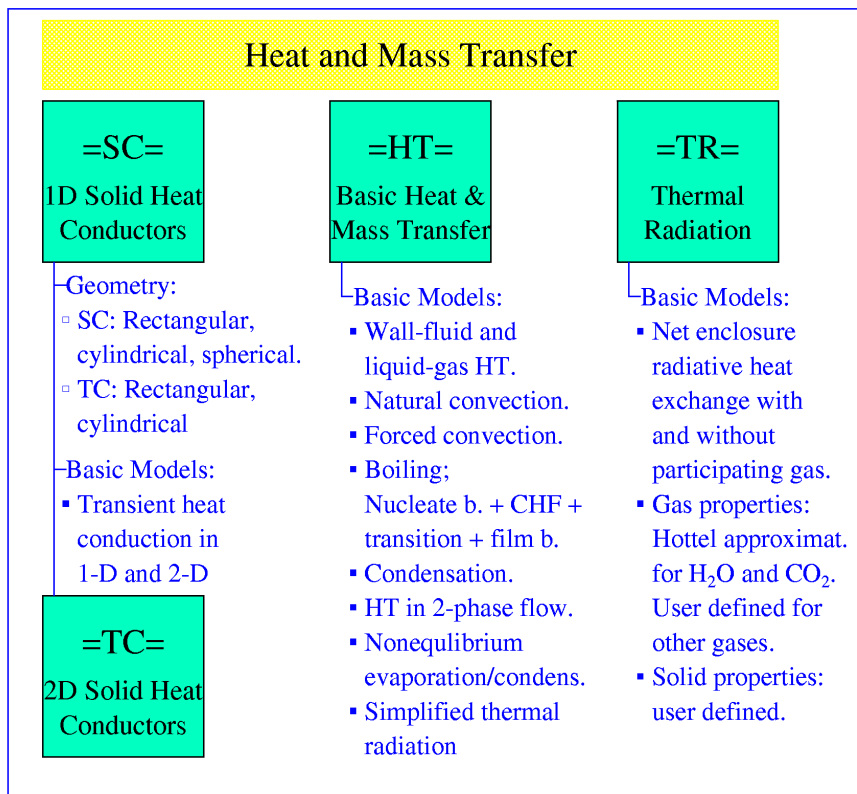 Heat and Mass Transfer
=SC=
1D Solid Heat
Conductors
Geometry:
▫ SC: Rectangular,
cylindrical, spherical.
▫ TC: Rectangular,
cylindrical
Basic Models:
▪ Transient heat
conduction in
1-D and 2-D
=TC=
2D Solid Heat
Conductors
=HT=
Basic Heat &
Mass Transfer
Basic Models:
▪ Wall-fluid and
liquid-gas HT.
▪ Natural convection.
▪ Forced convection.
▪ Boiling;
Nucleate b. + CHF +
transition + film b.
▪ Condensation.
▪ HT in 2-phase flow.
▪ Nonequlibrium
evaporation/condens.
▪ Simplified thermal
radiation
=TR=
Thermal
Radiation
Basic Models:
▪ Net enclosure
radiative heat
exchange with
and without
participating gas.
▪ Gas properties:
Hottel approximat.
for H₂O and CO₂.
User defined for
other gases.
▪ Solid properties:
user defined.